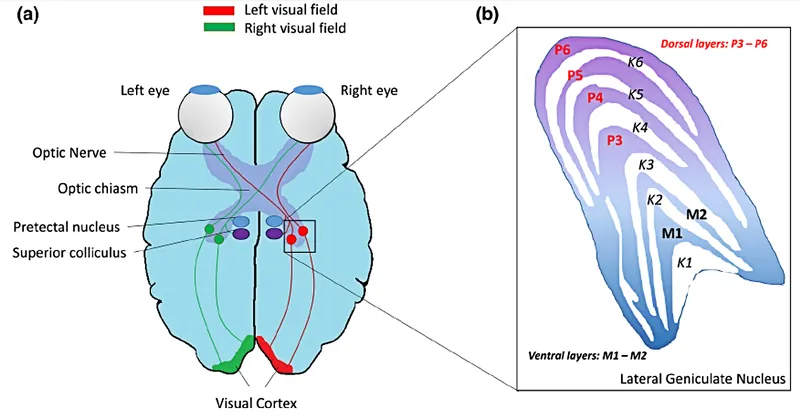 (a)
Left visual field
Right visual field
Left eye
Right eye
Optic Nerve
Optic chiasm
Pretectal nucleus
Superior colliculus
Visual Cortex
(b)
Dorsal layers: P3 – P6
P6
K6
P5
K5
P4
K4
P3
K3
K2
M2
M1
K1
Ventral layers: M1 – M2
Lateral Geniculate Nucleus